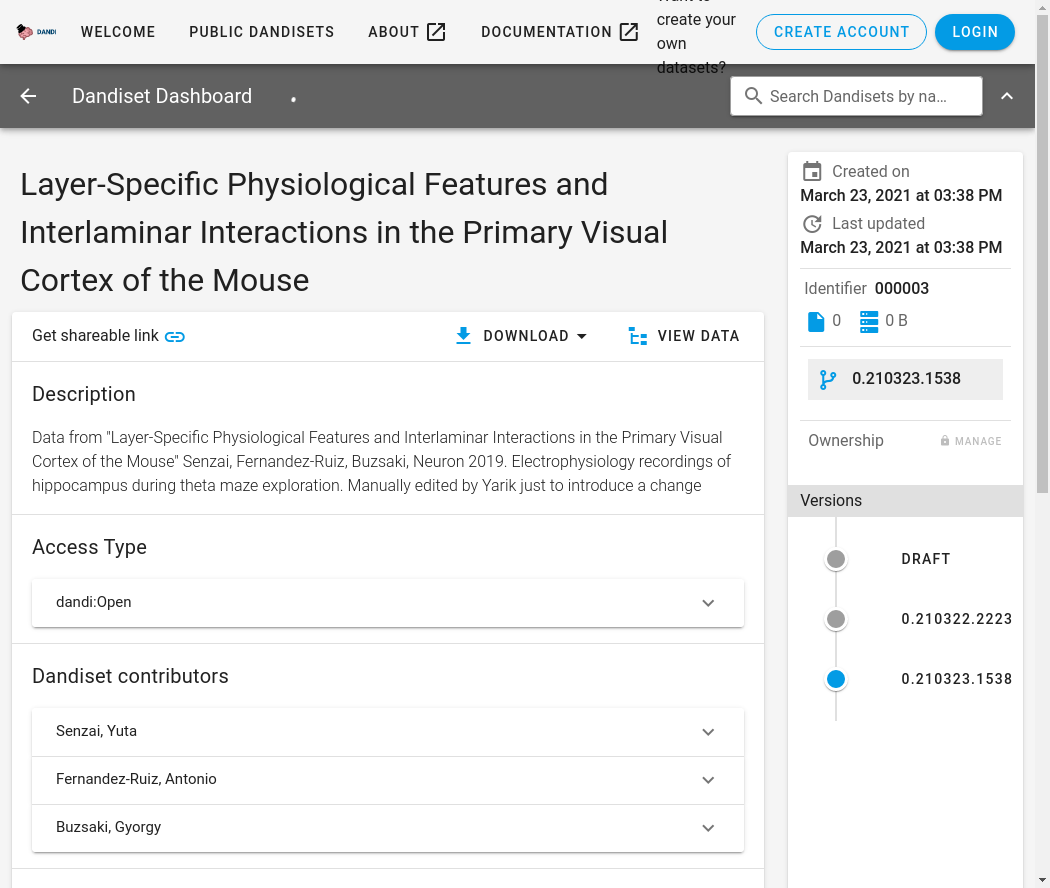 DANDI
WELCOME
PUBLIC DANDISETS
ABOUT
DOCUMENTATION
create your
own
datasets?
CREATE ACCOUNT
LOGIN
Dandiset Dashboard
Search Dandisets by na…
Layer-Specific Physiological Features and
Interlaminar Interactions in the Primary Visual
Cortex of the Mouse
Get shareable link
DOWNLOAD
VIEW DATA
Description
Data from "Layer-Specific Physiological Features and Interlaminar Interactions in the Primary Visual
Cortex of the Mouse" Senzai, Fernandez-Ruiz, Buzsaki, Neuron 2019. Electrophysiology recordings of
hippocampus during theta maze exploration. Manually edited by Yarik just to introduce a change
Access Type
dandi:Open
Dandiset contributors
Senzai, Yuta
Fernandez-Ruiz, Antonio
Buzsaki, Gyorgy
Created on
March 23, 2021 at 03:38 PM
Last updated
March 23, 2021 at 03:38 PM
Identifier 000003
0 0 B
0.210323.1538
Ownership MANAGE
Versions
DRAFT
0.210322.2223
0.210323.1538